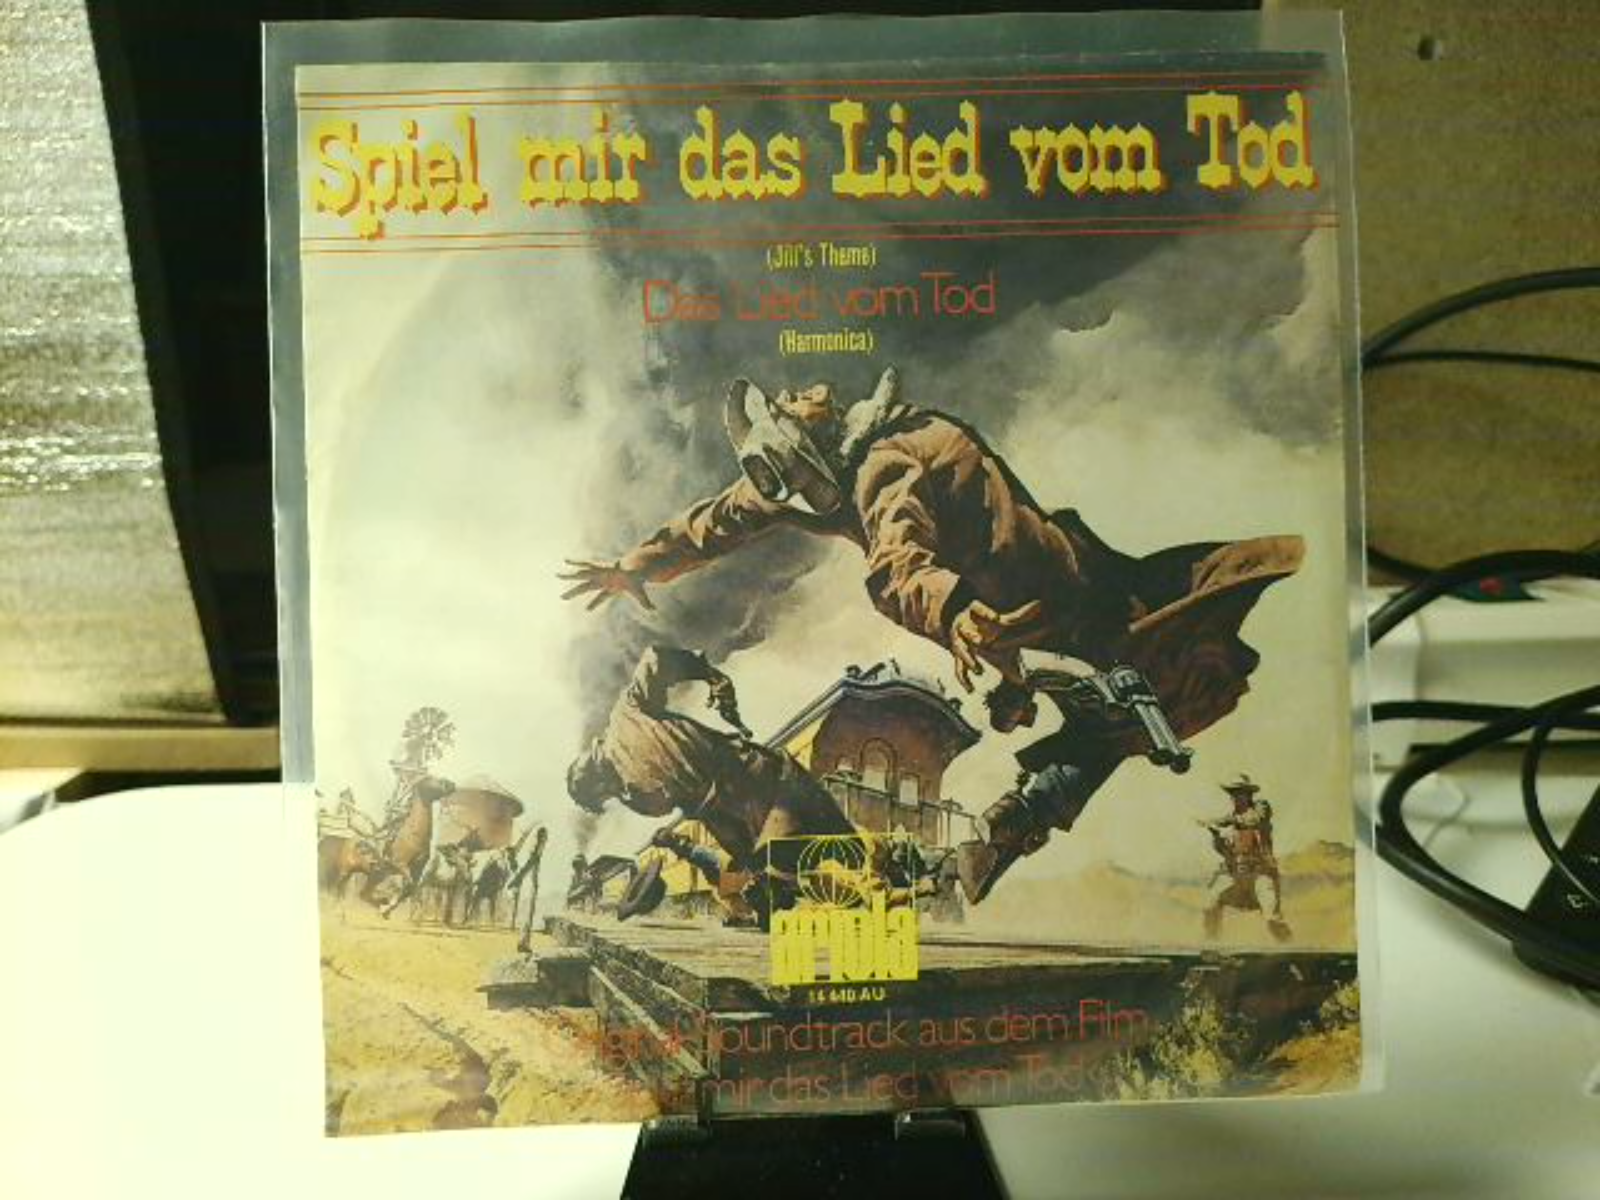 Spiel mir das Lied vom Tod
(Jill's Theme)
Das Lied vom Tod
(Harmonica)
ariola
14 440 AU
Original-Soundtrack aus dem Film
mir das Lied vom Tod